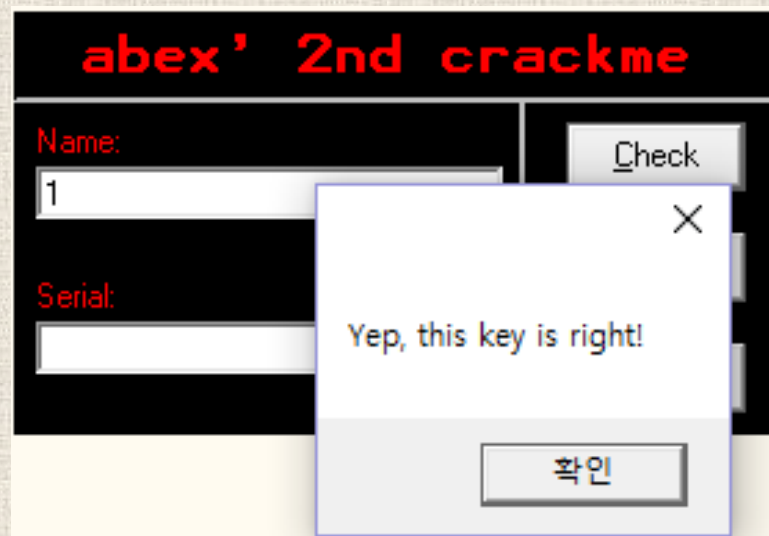 abex' 2nd crackme
Name:
Check
1
Serial:
Yep, this key is right!
확인